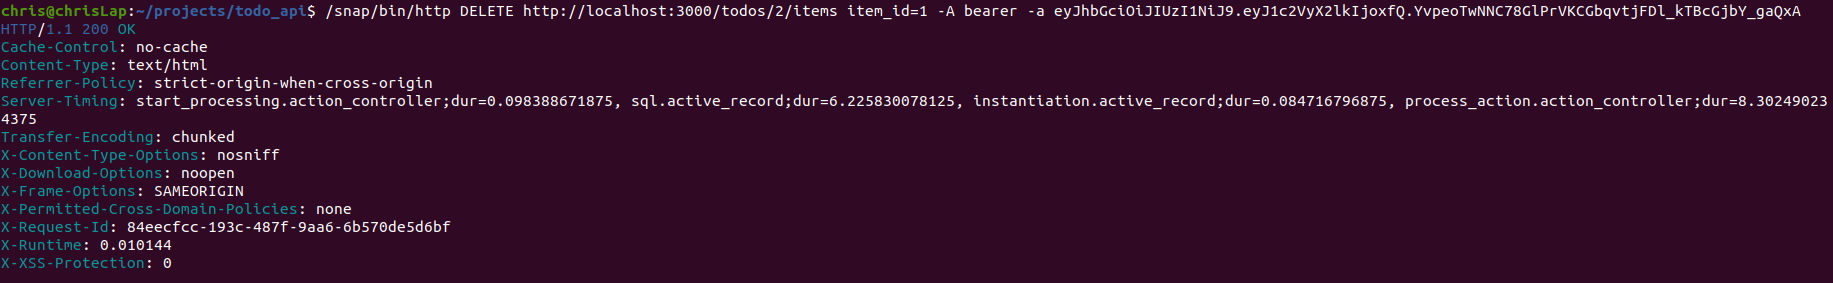 chris@chrisLap:~/projects/todo_api$ /snap/bin/http DELETE http://localhost:3000/todos/2/items item_id=1 -A bearer -a eyJhbGciOiJIUzI1NiJ9.eyJ1c2VyX2lkIjoxfQ.YvpeoTwNNC78GlPrVKCGbqvtjFDl_kTBcGjbY_gaQxA
HTTP/1.1 200 OK
Cache-Control: no-cache
Content-Type: text/html
Referrer-Policy: strict-origin-when-cross-origin
Server-Timing: start_processing.action_controller;dur=0.098388671875, sql.active_record;dur=6.225830078125, instantiation.active_record;dur=0.084716796875, process_action.action_controller;dur=8.30249023
4375
Transfer-Encoding: chunked
X-Content-Type-Options: nosniff
X-Download-Options: noopen
X-Frame-Options: SAMEORIGIN
X-Permitted-Cross-Domain-Policies: none
X-Request-Id: 84eecfcc-193c-487f-9aa6-6b570de5d6bf
X-Runtime: 0.010144
X-XSS-Protection: 0